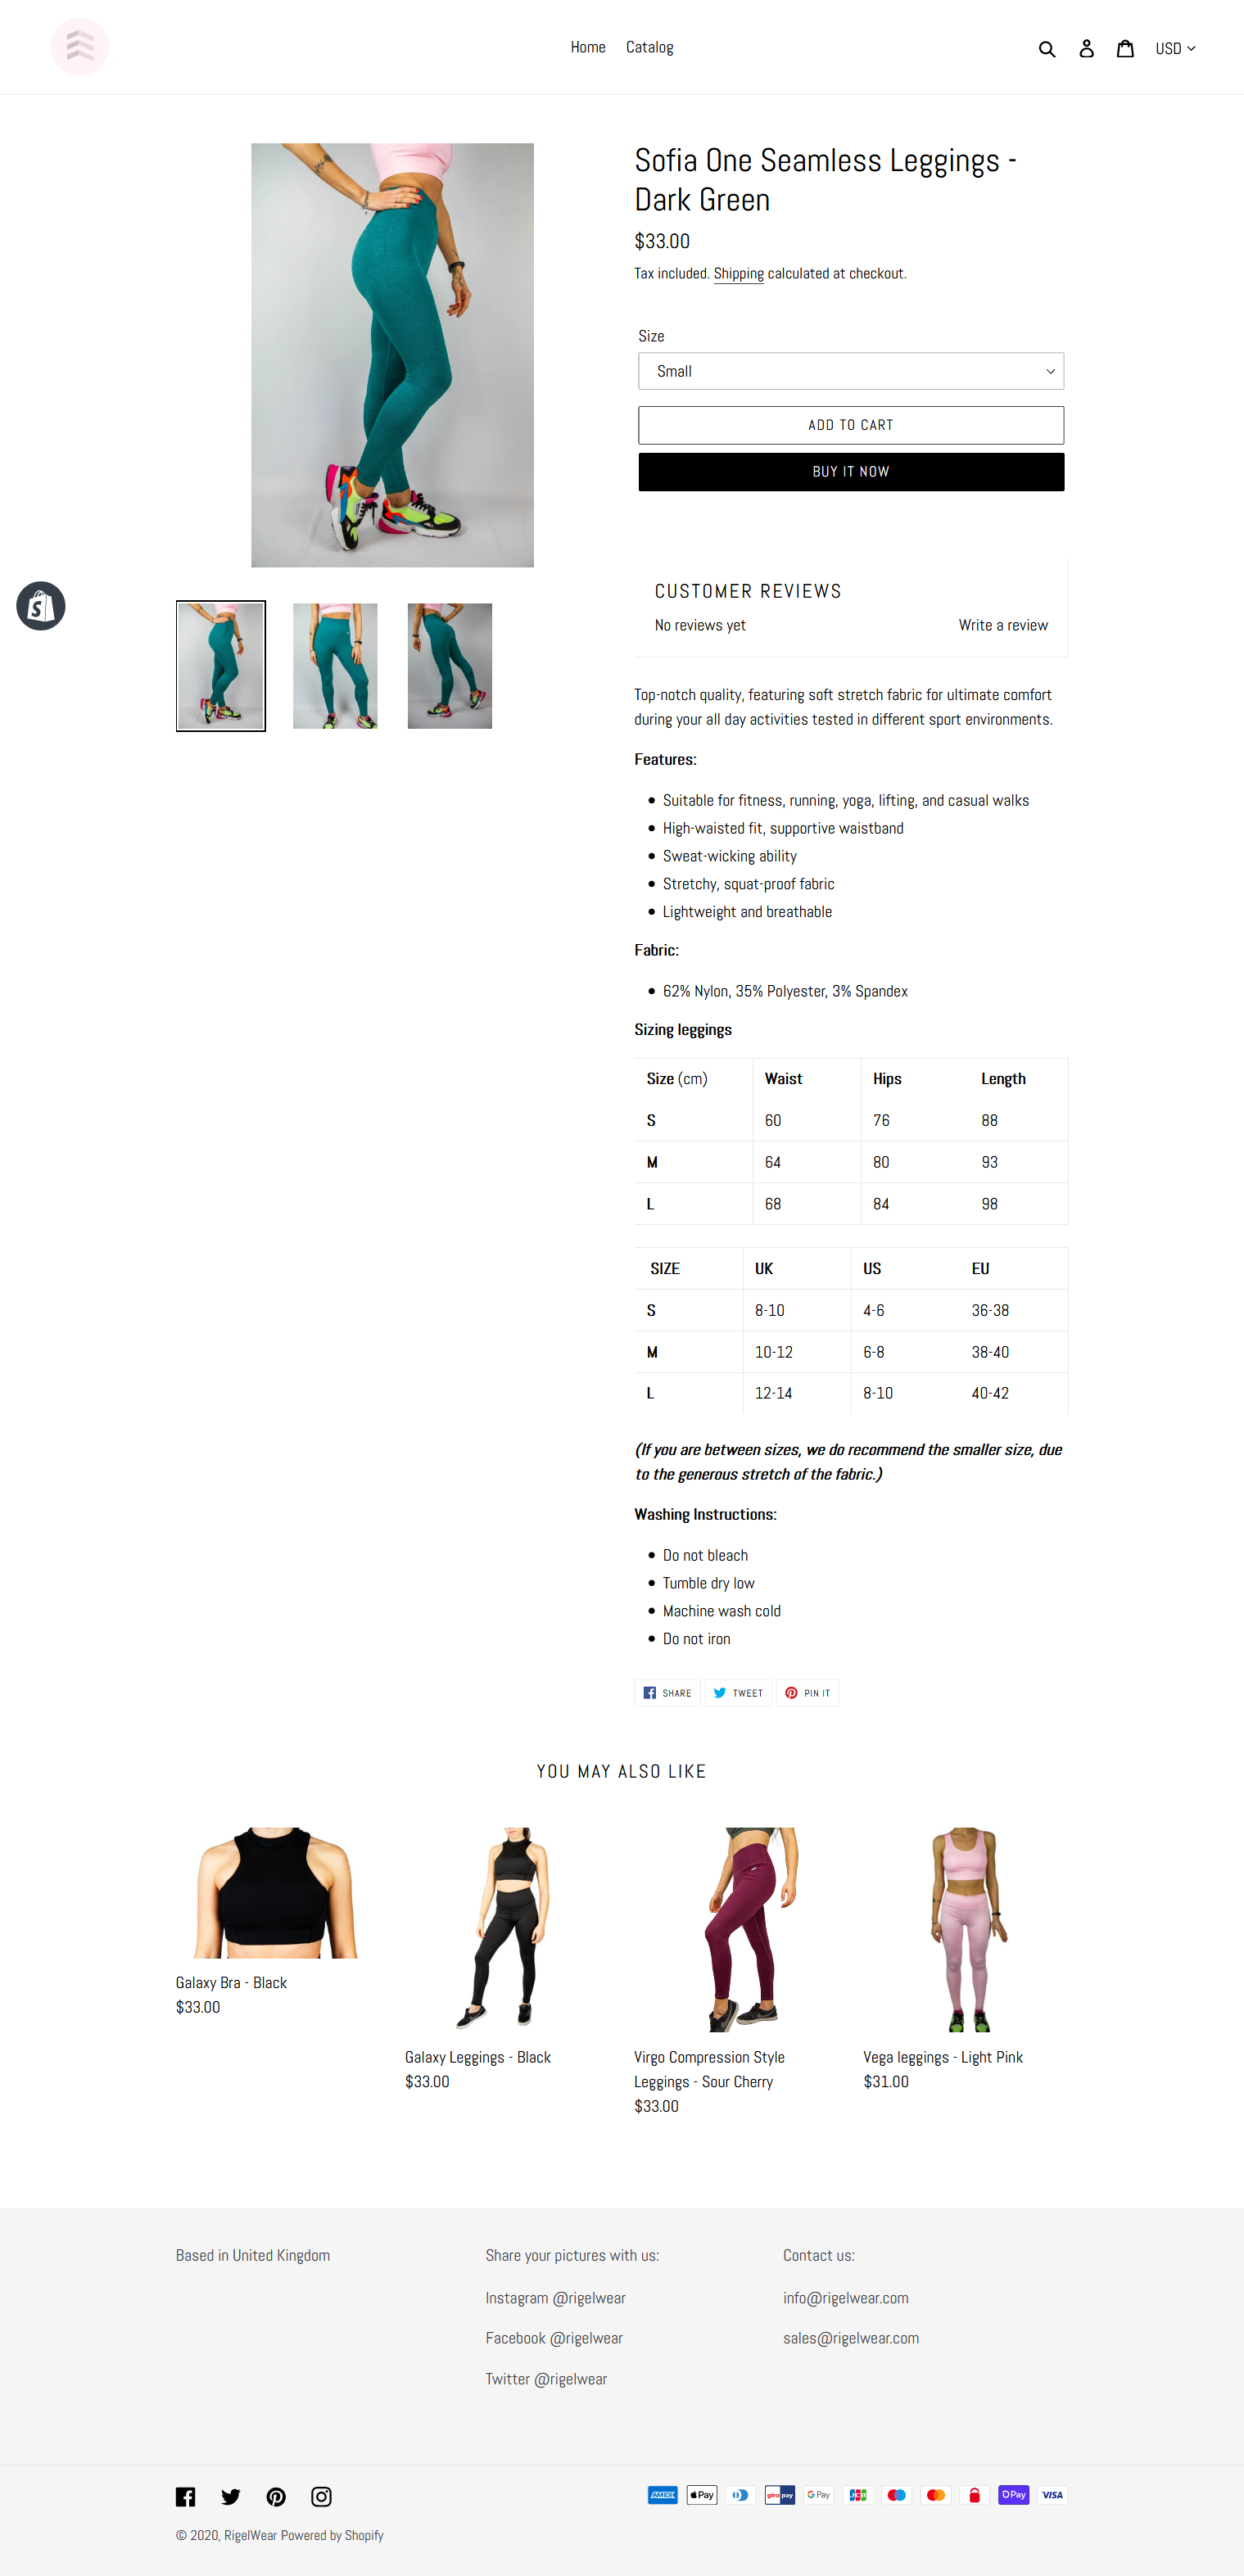 Home Catalog
USD
Sofia One Seamless Leggings -
Dark Green
$33.00
Tax included. Shipping calculated at checkout.
Size
Small
ADD TO CART
BUY IT NOW
CUSTOMER REVIEWS
No reviews yet Write a review
Top-notch quality, featuring soft stretch fabric for ultimate comfort
during your all day activities tested in different sport environments.
Features:
Suitable for fitness, running, yoga, lifting, and casual walks
High-waisted fit, supportive waistband
Sweat-wicking ability
Stretchy, squat-proof fabric
Lightweight and breathable
Fabric:
62% Nylon, 35% Polyester, 3% Spandex
Sizing leggings
Size (cm) Waist Hips Length
S 60 76 88
M 64 80 93
L 68 84 98
SIZE UK US EU
S 8-10 4-6 36-38
M 10-12 6-8 38-40
L 12-14 8-10 40-42
(If you are between sizes, we do recommend the smaller size, due
to the generous stretch of the fabric.)
Washing Instructions:
Do not bleach
Tumble dry low
Machine wash cold
Do not iron
SHARE TWEET PIN IT
YOU MAY ALSO LIKE
Galaxy Bra - Black
$33.00
Galaxy Leggings - Black
$33.00
Virgo Compression Style
Leggings - Sour Cherry
$33.00
Vega leggings - Light Pink
$31.00
Based in United Kingdom
Share your pictures with us:
Instagram @rigelwear
Facebook @rigelwear
Twitter @rigelwear
Contact us:
info@rigelwear.com
sales@rigelwear.com
AMEX Pay giropay G Pay JCB Pay VISA
© 2020, RigelWear Powered by Shopify